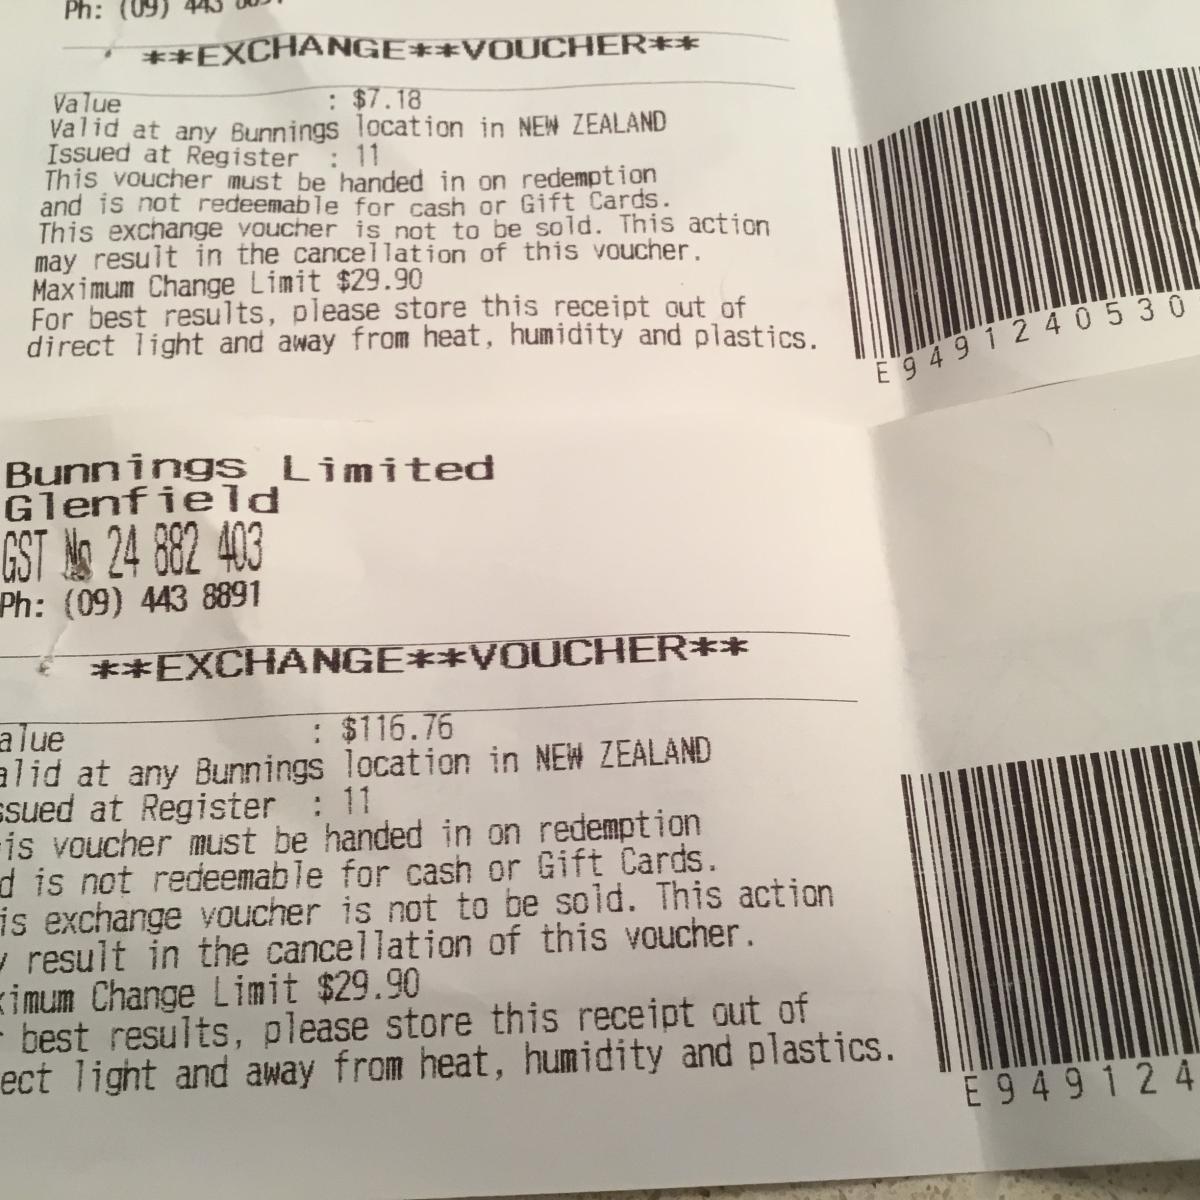 Ph: (09) 443 8891
**EXCHANGE**VOUCHER**
Value : $7.18
Valid at any Bunnings location in NEW ZEALAND
Issued at Register : 11
This voucher must be handed in on redemption
and is not redeemable for cash or Gift Cards.
This exchange voucher is not to be sold. This action
may result in the cancellation of this voucher.
Maximum Change Limit $29.90
For best results, please store this receipt out of
direct light and away from heat, humidity and plastics.
E9491240530
Bunnings Limited
Glenfield
GST No 24 882 403
Ph: (09) 443 8891
**EXCHANGE**VOUCHER**
alue : $116.76
alid at any Bunnings location in NEW ZEALAND
ssued at Register : 11
is voucher must be handed in on redemption
d is not redeemable for cash or Gift Cards.
is exchange voucher is not to be sold. This action
y result in the cancellation of this voucher.
ximum Change Limit $29.90
r best results, please store this receipt out of
ect light and away from heat, humidity and plastics.
E949124